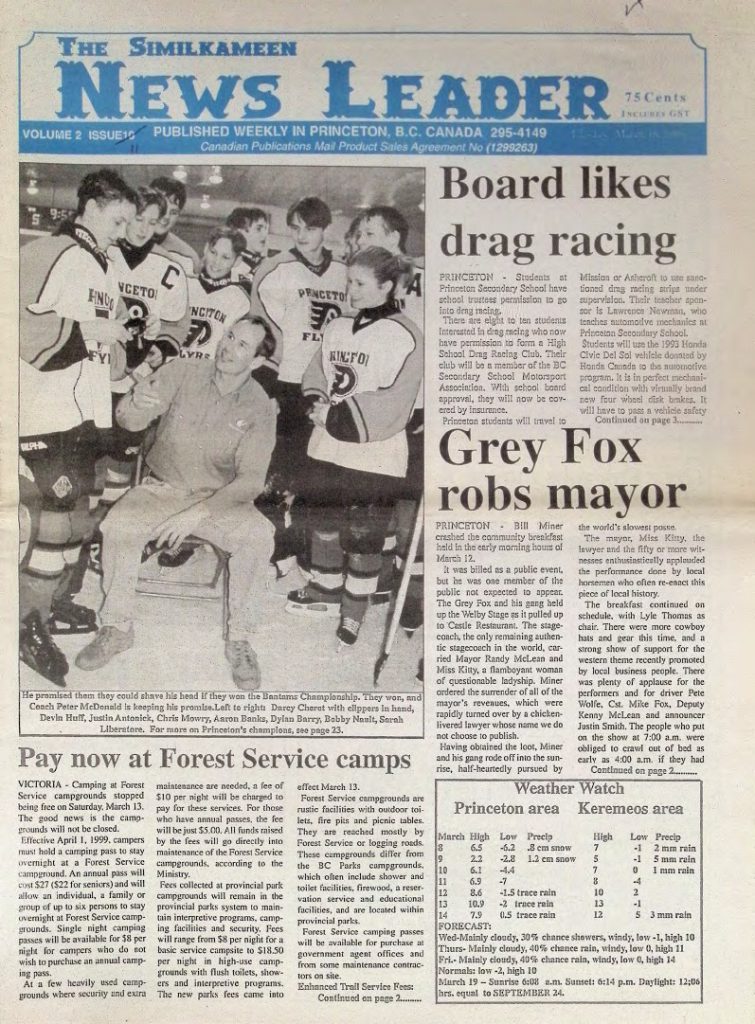 THE SIMILKAMEEN
NEWS LEADER
75 Cents
INCLUDES GST
VOLUME 2 ISSUE 10
11
PUBLISHED WEEKLY IN PRINCETON, B.C. CANADA 295-4149
Canadian Publications Mail Product Sales Agreement No (1299263)
He promised them they could shave his head if they won the Bantams Championship. They won, and
Coach Peter McDonald is keeping his promise.Left to right Darcy Cherot with clippers in hand,
Devin Huff, Justin Antonick, Chris Mowry, Aaron Banks, Dylan Barry, Bobby Nault, Sarah
Liberatore. For more on Princeton's champions, see page 23.
Board likes
drag racing
PRINCETON - Students at
Princeton Secondary School have
school trustees permission to go
into drag racing.
There are eight to ten students
interested in drag racing who now
have permission to form a High
School Drag Racing Club. Their
club will be a member of the BC
Secondary School Motorsport
Association. With school board
approval, they will now be cov-
ered by insurance.
Princeton students will travel to
Mission or Ashcroft to use sanc-
tioned drag racing strips under
supervision. Their teacher spon-
sor is Lawrence Newman, who
teaches automotive mechanics at
Princeton Secondary School.
Students will use the 1993 Honda
Civic Del Sol vehicle donated by
Honda Canada to the automotive
program. It is in perfect mechani-
cal condition with virtually brand
new four wheel disk brakes. It
will have to pass a vehicle safety
Continued on page 3..........
Grey Fox
robs mayor
PRINCETON - Bill Miner
crashed the community breakfast
held in the early morning hours of
March 12.
It was billed as a public event,
but he was one member of the
public not expected to appear.
The Grey Fox and his gang held
up the Welby Stage as it pulled up
to Castle Restaurant. The stage-
coach, the only remaining authen-
tic stagecoach in the world, car-
ried Mayor Randy McLean and
Miss Kitty, a flamboyant woman
of questionable ladyship. Miner
ordered the surrender of all of the
mayor's revenues, which were
rapidly turned over by a chicken-
livered lawyer whose name we do
not choose to publish.
Having obtained the loot, Miner
and his gang rode off into the sun-
rise, half-heartedly pursued by
the world's slowest posse.
The mayor, Miss Kitty, the
lawyer and the fifty or more wit-
nesses enthusiastically applauded
the performance done by local
horsemen who often re-enact this
piece of local history.
The breakfast continued on
schedule, with Lyle Thomas as
chair. There were more cowboy
hats and gear this time, and a
strong show of support for the
western theme recently promoted
by local business people. There
was plenty of applause for the
performers and for driver Pete
Wolfe, Cst. Mike Fox, Deputy
Kenny McLean and announcer
Justin Smith. The people who put
on the show at 7:00 a.m. were
obliged to crawl out of bed as
early as 4:00 a.m. if they had
Continued on page 2..........
Pay now at Forest Service camps
VICTORIA - Camping at Forest
Service campgrounds stopped
being free on Saturday, March 13.
The good news is the camp-
grounds will not be closed.
Effective April 1, 1999, campers
must hold a camping pass to stay
overnight at a Forest Service
campground. An annual pass will
cost $27 ($22 for seniors) and will
allow an individual, a family or
group of up to six persons to stay
overnight at Forest Service camp-
grounds. Single night camping
passes will be available for $8 per
night for campers who do not
wish to purchase an annual camp-
ing pass.
At a few heavily used camp-
grounds where security and extra
maintenance are needed, a fee of
$10 per night will be charged to
pay for these services. For those
who have annual passes, the fee
will be just $5.00. All funds raised
by the fees will go directly into
maintenance of the Forest Service
campgrounds, according to the
Ministry.
Fees collected at provincial park
campgrounds will remain in the
provincial parks system to main-
tain interpretive programs, camp-
ing facilities and security. Fees
will range from $8 per night for a
basic service campsite to $18.50
per night in high-use camp-
grounds with flush toilets, show-
ers and interpretive programs.
The new parks fees came into
effect March 13.
Forest Service campgrounds are
rustic facilities with outdoor toi-
lets, fire pits and picnic tables.
They are reached mostly by
Forest Service or logging roads.
These campgrounds differ from
the BC Parks campgrounds,
which often include shower and
toilet facilities, firewood, a reser-
vation service and educational
facilities, and are located within
provincial parks.
Forest Service camping passes
will be available for purchase at
government agent offices and
from some maintenance contrac-
tors on site.
Enhanced Trail Service Fees:
Continued on page 2..........
Weather Watch
Princeton area Keremeos area
March High Low Precip High Low Precip
8 6.5 -6.2 .8 cm snow 7 -1 2 mm rain
9 2.2 -2.8 1.2 cm snow 5 -1 5 mm rain
10 6.1 -4.4 7 0 1 mm rain
11 6.9 -7 8 -4
12 8.6 -1.5 trace rain 10 2
13 10.9 -2 trace rain 13 -1
14 7.9 0.5 trace rain 12 5 3 mm rain
FORECAST:
Wed-Mainly cloudy, 30% chance showers, windy, low -1, high 10
Thurs- Mainly cloudy, 40% chance rain, windy, low 0, high 11
Fri.- Mainly cloudy, 40% chance rain, windy, low 0, high 14
Normals: low -2, high 10
March 19 - Sunrise 6:08 a.m. Sunset: 6:14 p.m. Daylight: 12;06
hrs. equal to SEPTEMBER 24.